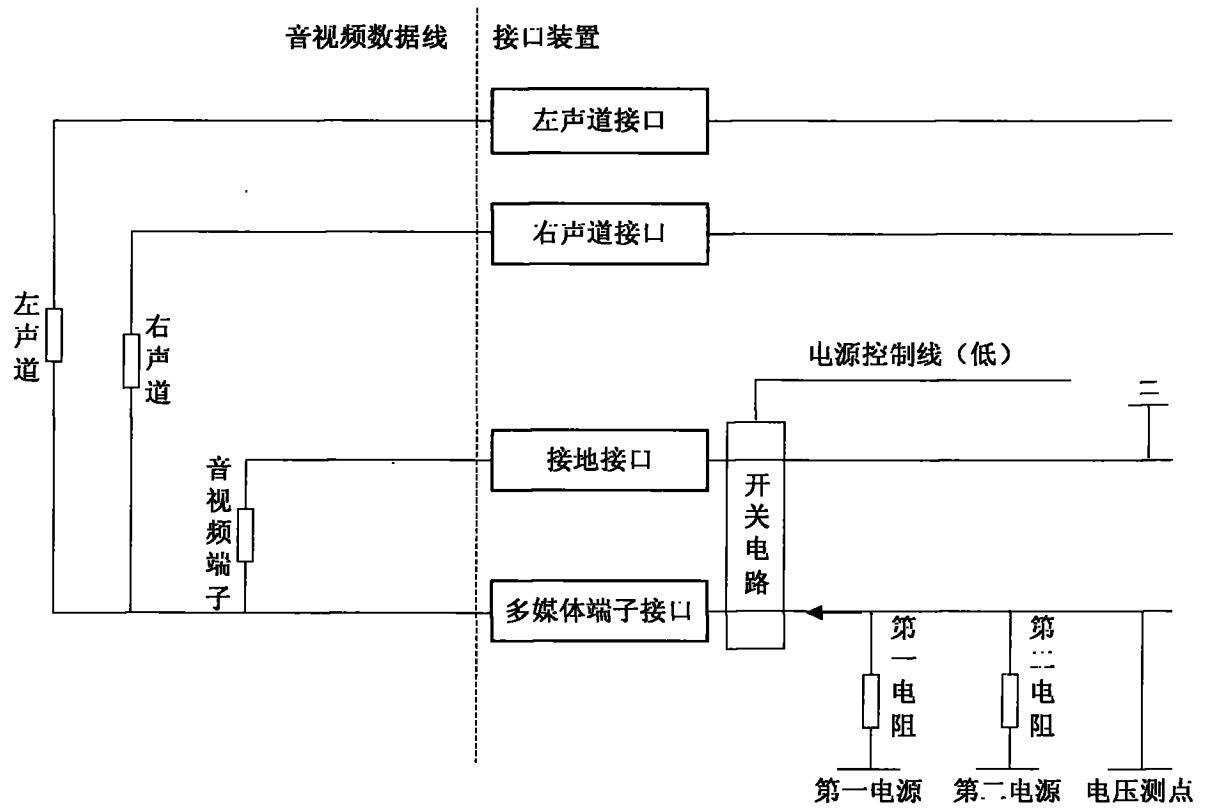 音视频数据线 接口装置
左声道接口
右声道接口
左声道
右声道
电源控制线（低）
接地接口
音视频端子
开关电路
多媒体端子接口
第一电阻
第二电阻
第一电源 第二电源 电压测点